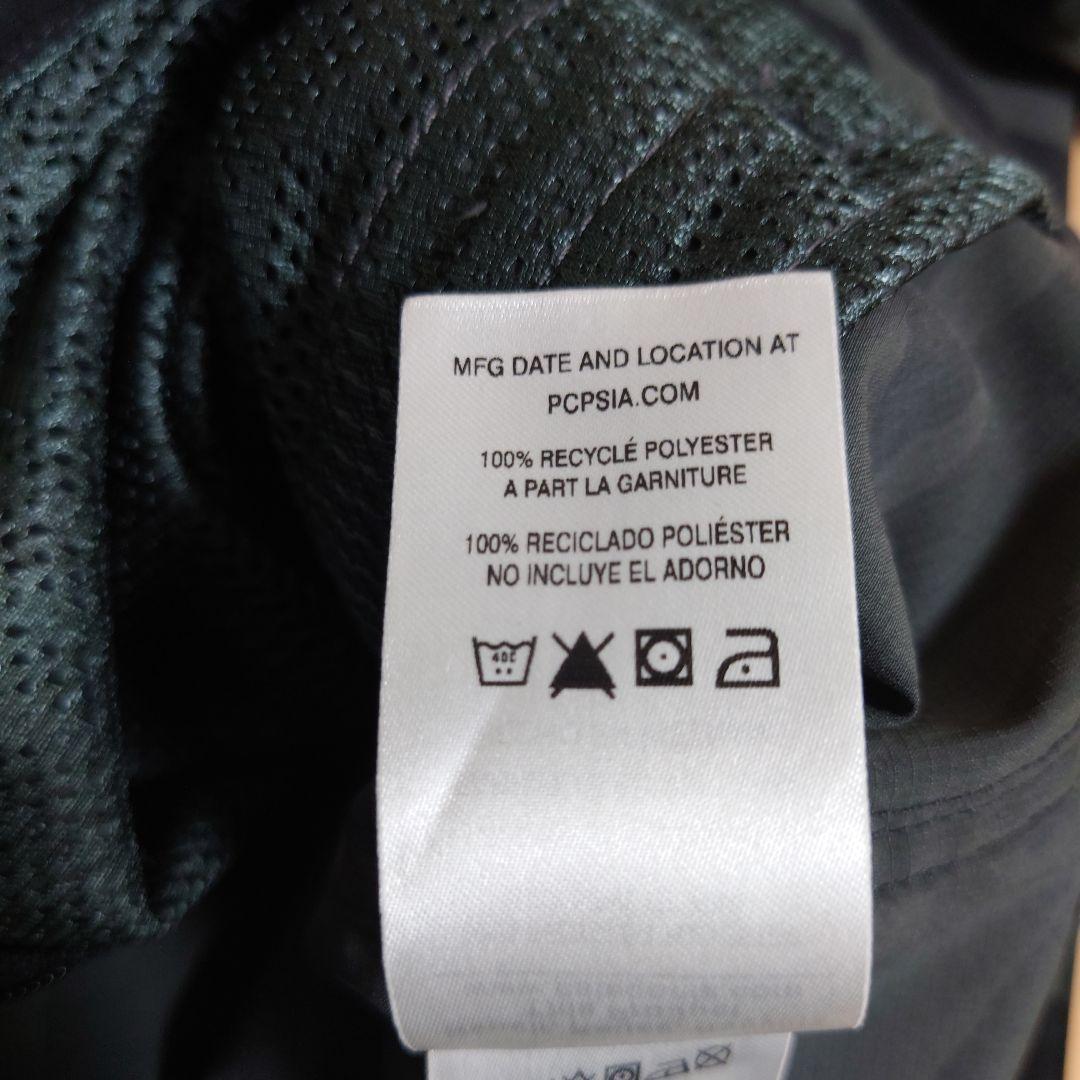 MFG DATE AND LOCATION AT
PCPSIA.COM
100% RECYCLÉ POLYESTER
A PART LA GARNITURE
100% RECICLADO POLIÉSTER
NO INCLUYE EL ADORNO
40C